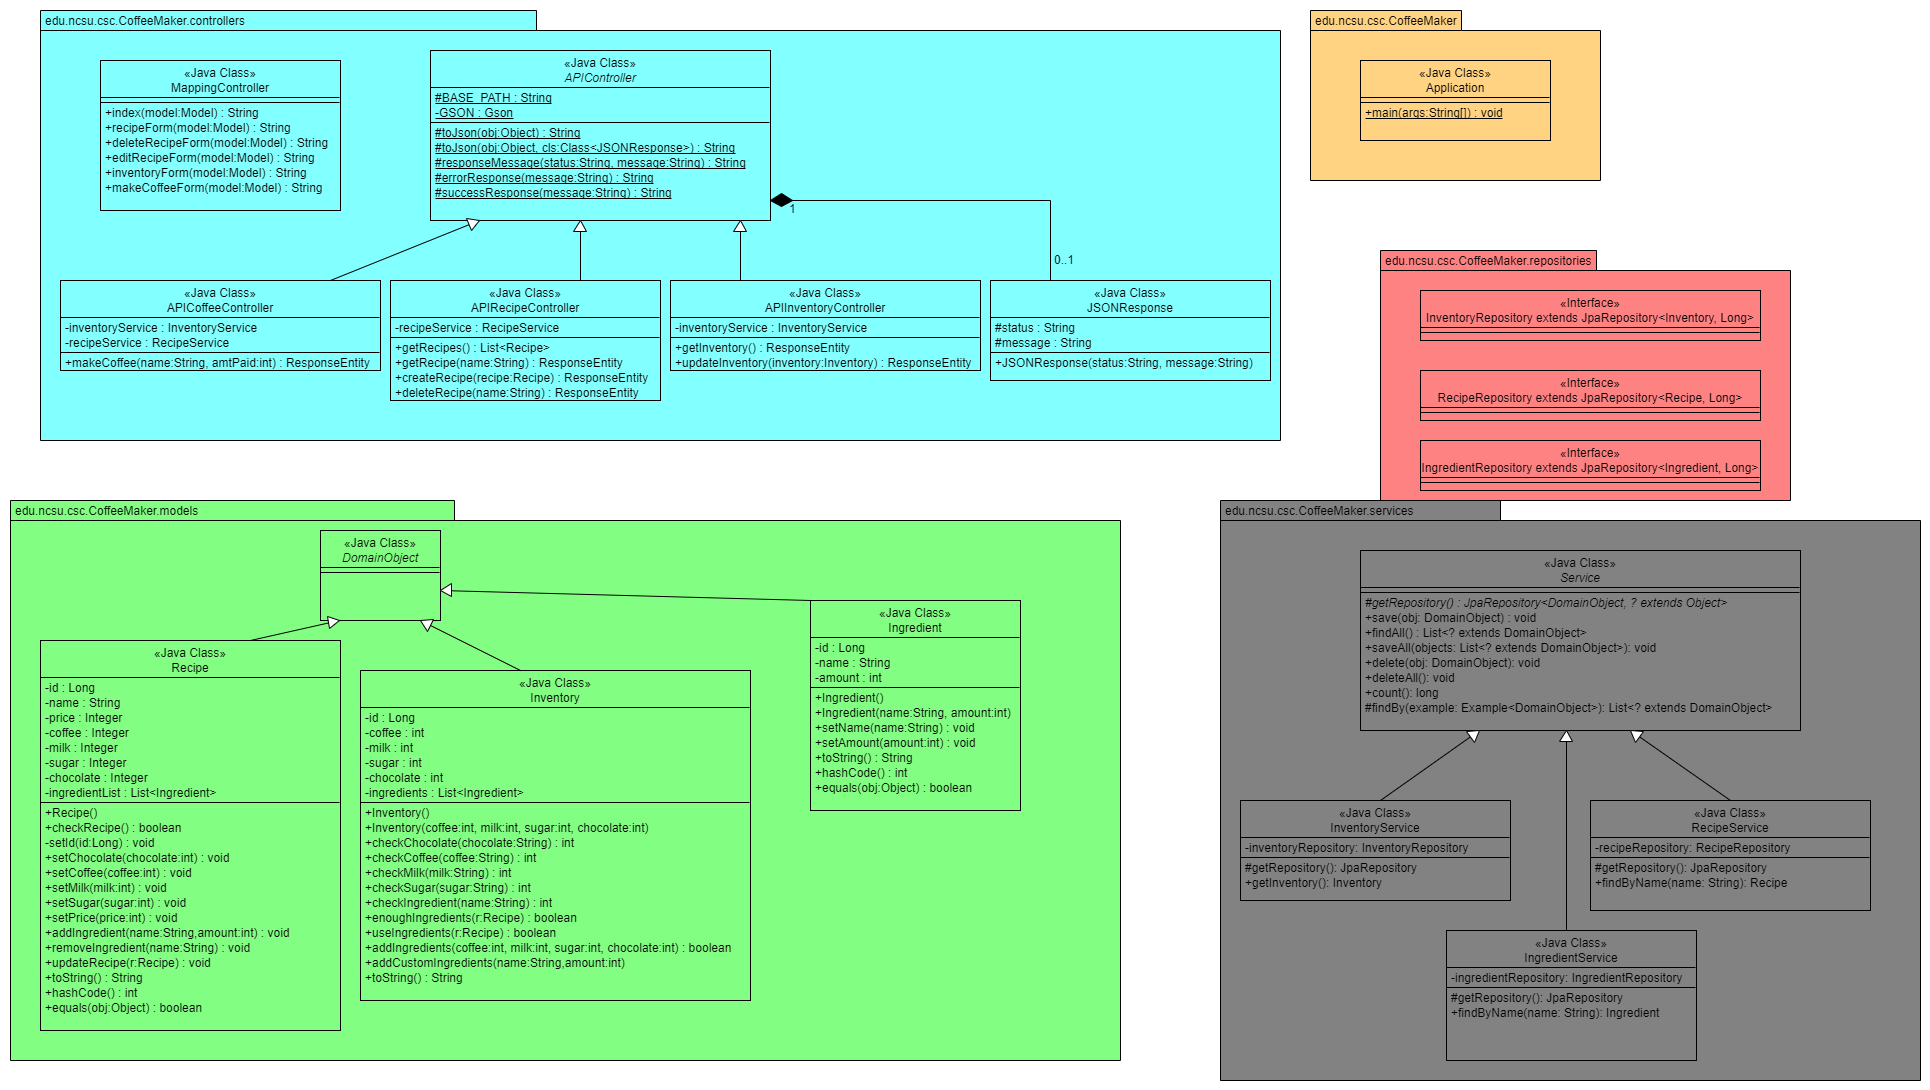 edu.ncsu.csc.CoffeeMaker.controllers
«Java Class»
MappingController
+index(model:Model) : String
+recipeForm(model:Model) : String
+deleteRecipeForm(model:Model) : String
+editRecipeForm(model:Model) : String
+inventoryForm(model:Model) : String
+makeCoffeeForm(model:Model) : String
«Java Class»
APIController
#BASE_PATH : String
-GSON : Gson
#toJson(obj:Object) : String
#toJson(obj:Object, cls:Class<JSONResponse>) : String
#responseMessage(status:String, message:String) : String
#errorResponse(message:String) : String
#successResponse(message:String) : String
1
0..1
«Java Class»
APICoffeeController
-inventoryService : InventoryService
-recipeService : RecipeService
+makeCoffee(name:String, amtPaid:int) : ResponseEntity
«Java Class»
APIRecipeController
-recipeService : RecipeService
+getRecipes() : List<Recipe>
+getRecipe(name:String) : ResponseEntity
+createRecipe(recipe:Recipe) : ResponseEntity
+deleteRecipe(name:String) : ResponseEntity
«Java Class»
APIInventoryController
-inventoryService : InventoryService
+getInventory() : ResponseEntity
+updateInventory(inventory:Inventory) : ResponseEntity
«Java Class»
JSONResponse
#status : String
#message : String
+JSONResponse(status:String, message:String)
edu.ncsu.csc.CoffeeMaker
«Java Class»
Application
+main(args:String[]) : void
edu.ncsu.csc.CoffeeMaker.repositories
«Interface»
InventoryRepository extends JpaRepository<Inventory, Long>
«Interface»
RecipeRepository extends JpaRepository<Recipe, Long>
«Interface»
IngredientRepository extends JpaRepository<Ingredient, Long>
edu.ncsu.csc.CoffeeMaker.models
«Java Class»
DomainObject
«Java Class»
Recipe
-id : Long
-name : String
-price : Integer
-coffee : Integer
-milk : Integer
-sugar : Integer
-chocolate : Integer
-ingredientList : List<Ingredient>
+Recipe()
+checkRecipe() : boolean
-setId(id:Long) : void
+setChocolate(chocolate:int) : void
+setCoffee(coffee:int) : void
+setMilk(milk:int) : void
+setSugar(sugar:int) : void
+setPrice(price:int) : void
+addIngredient(name:String,amount:int) : void
+removeIngredient(name:String) : void
+updateRecipe(r:Recipe) : void
+toString() : String
+hashCode() : int
+equals(obj:Object) : boolean
«Java Class»
Inventory
-id : Long
-coffee : int
-milk : int
-sugar : int
-chocolate : int
-ingredients : List<Ingredient>
+Inventory()
+Inventory(coffee:int, milk:int, sugar:int, chocolate:int)
+checkChocolate(chocolate:String) : int
+checkCoffee(coffee:String) : int
+checkMilk(milk:String) : int
+checkSugar(sugar:String) : int
+checkIngredient(name:String) : int
+enoughIngredients(r:Recipe) : boolean
+useIngredients(r:Recipe) : boolean
+addIngredients(coffee:int, milk:int, sugar:int, chocolate:int) : boolean
+addCustomIngredients(name:String,amount:int)
+toString() : String
«Java Class»
Ingredient
-id : Long
-name : String
-amount : int
+Ingredient()
+Ingredient(name:String, amount:int)
+setName(name:String) : void
+setAmount(amount:int) : void
+toString() : String
+hashCode() : int
+equals(obj:Object) : boolean
edu.ncsu.csc.CoffeeMaker.services
«Java Class»
Service
#getRepository() : JpaRepository<DomainObject, ? extends Object>
+save(obj: DomainObject) : void
+findAll() : List<? extends DomainObject>
+saveAll(objects: List<? extends DomainObject>): void
+delete(obj: DomainObject): void
+deleteAll(): void
+count(): long
#findBy(example: Example<DomainObject>): List<? extends DomainObject>
«Java Class»
InventoryService
-inventoryRepository: InventoryRepository
#getRepository(): JpaRepository
+getInventory(): Inventory
«Java Class»
RecipeService
-recipeRepository: RecipeRepository
#getRepository(): JpaRepository
+findByName(name: String): Recipe
«Java Class»
IngredientService
-ingredientRepository: IngredientRepository
#getRepository(): JpaRepository
+findByName(name: String): Ingredient